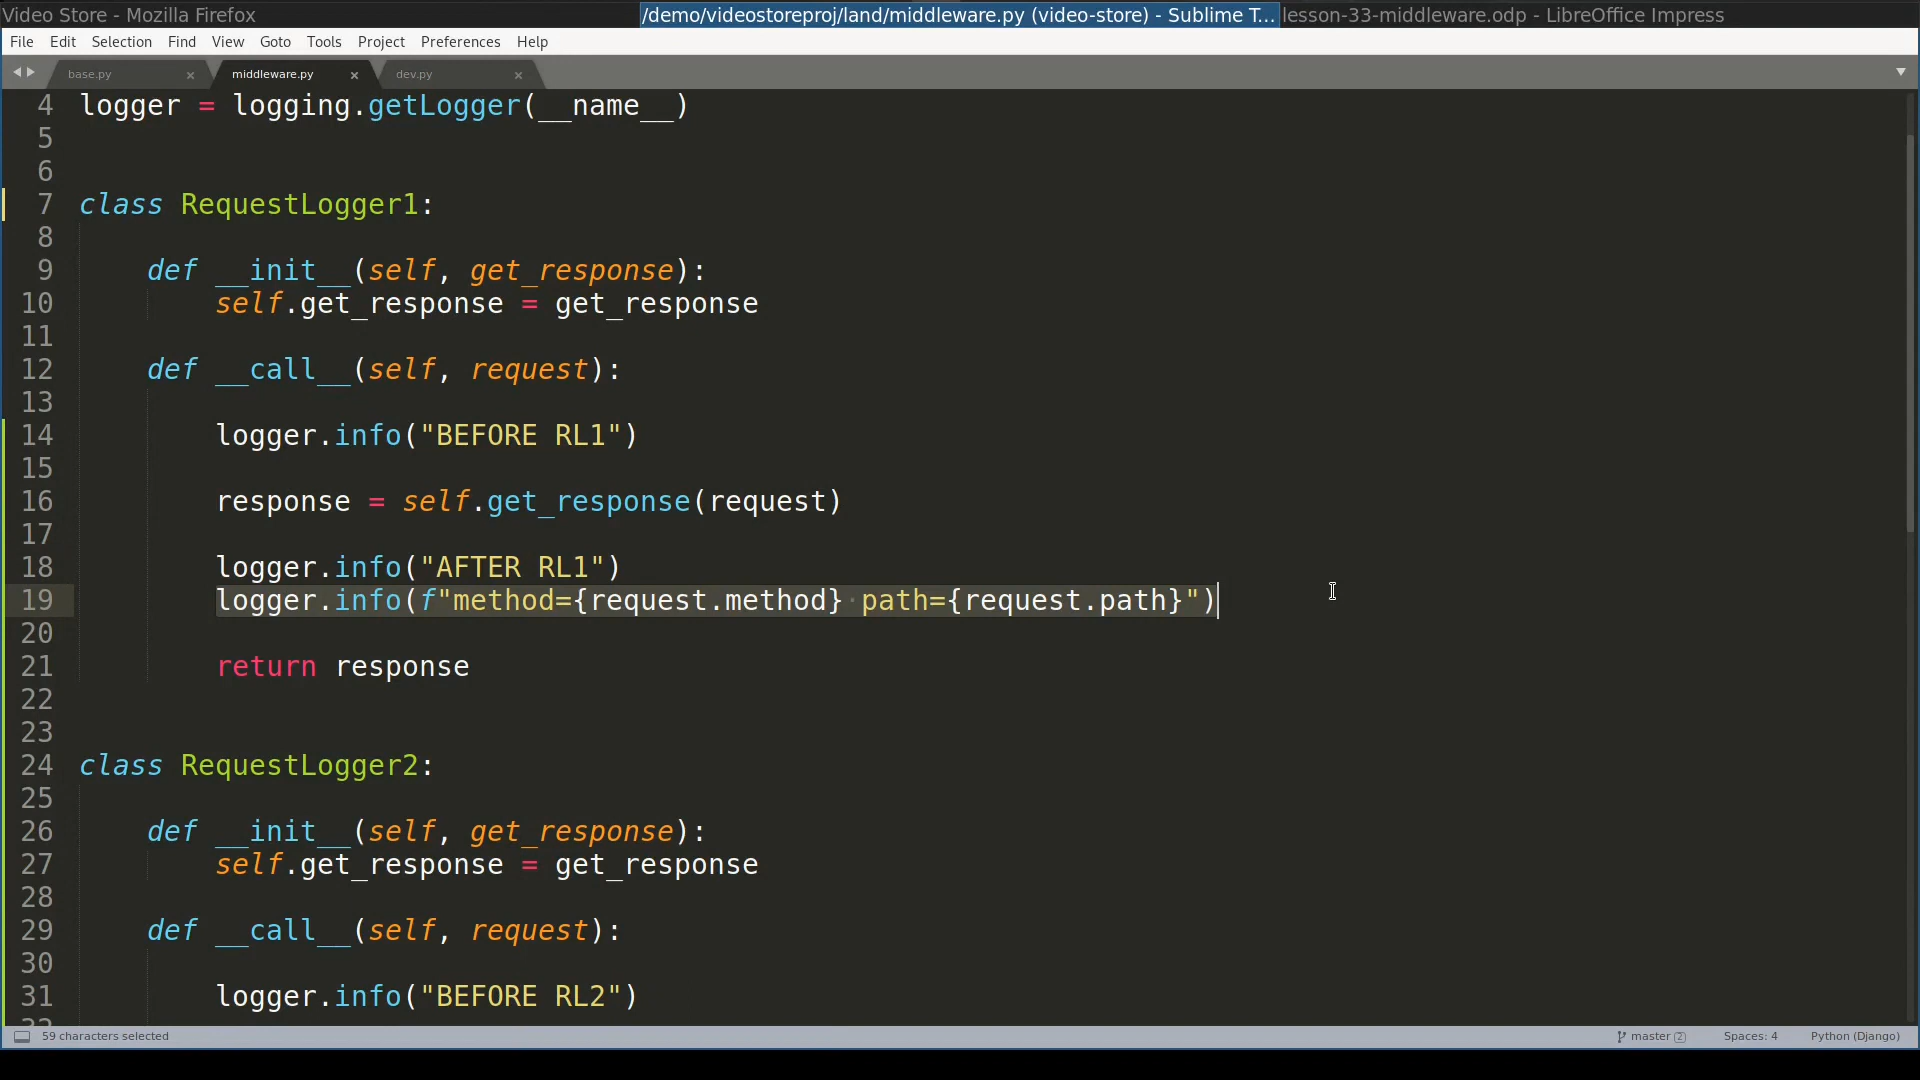 Video Store - Mozilla Firefox
/demo/videostoreproj/land/middleware.py (video-store) - Sublime T...
lesson-33-middleware.odp - LibreOffice Impress
File Edit Selection Find View Goto Tools Project Preferences Help
base.py × middleware.py × dev.py ×
4 logger = logging.getLogger(__name__)
5
6
7 class RequestLogger1:
8
9     def __init__(self, get_response):
10         self.get_response = get_response
11
12     def __call__(self, request):
13
14         logger.info("BEFORE RL1")
15
16         response = self.get_response(request)
17
18         logger.info("AFTER RL1")
19         logger.info(f"method={request.method} path={request.path}")
20
21         return response
22
23
24 class RequestLogger2:
25
26     def __init__(self, get_response):
27         self.get_response = get_response
28
29     def __call__(self, request):
30
31         logger.info("BEFORE RL2")
59 characters selected
master 2
Spaces: 4
Python (Django)